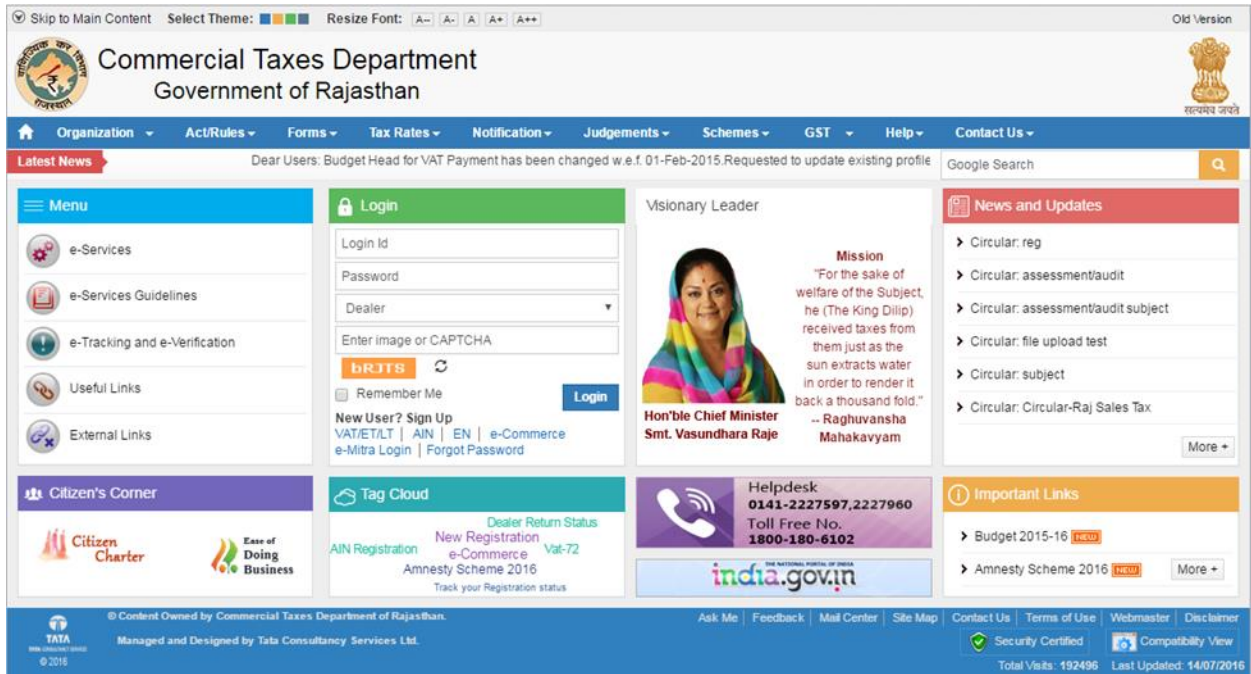 Skip to Main Content Select Theme: Resize Font: A-- A- A A+ A++ Old Version
वाणिज्यिक कर विभाग
राजस्थान
Commercial Taxes Department
Government of Rajasthan
सत्यमेव जयते
Organization Act/Rules Forms Tax Rates Notification Judgements Schemes GST Help Contact Us
Latest News Dear Users: Budget Head for VAT Payment has been changed w.e.f. 01-Feb-2015.Requested to update existing profile Google Search
Menu
e-Services
e-Services Guidelines
e-Tracking and e-Verification
Useful Links
External Links
Login
Login Id
Password
Dealer
Enter image or CAPTCHA
bRJTS
Remember Me Login
New User? Sign Up
VAT/ET/LT | AIN | EN | e-Commerce
e-Mitra Login | Forgot Password
Visionary Leader
Mission
"For the sake of
welfare of the Subject,
he (The King Dilip)
received taxes from
them just as the
sun extracts water
in order to render it
back a thousand fold."
-- Raghuvansha
Mahakavyam
Hon'ble Chief Minister
Smt. Vasundhara Raje
News and Updates
Circular: reg
Circular: assessment/audit
Circular: assessment/audit subject
Circular: file upload test
Circular: subject
Circular: Circular-Raj Sales Tax
More +
Citizen's Corner
Citizen
Charter
Ease of
Doing
Business
Tag Cloud
Dealer Return Status
New Registration
AIN Registration e-Commerce Vat-72
Amnesty Scheme 2016
Track your Registration status
Helpdesk
0141-2227597,2227960
Toll Free No.
1800-180-6102
THE NATIONAL PORTAL OF INDIA
india.gov.in
Important Links
Budget 2015-16 NEW
Amnesty Scheme 2016 NEW More +
TATA
© 2016
© Content Owned by Commercial Taxes Department of Rajasthan.
Managed and Designed by Tata Consultancy Services Ltd.
Ask Me | Feedback | Mail Center | Site Map | Contact Us | Terms of Use | Webmaster | Disclaimer
Security Certified Compatibility View
Total Visits: 192496 Last Updated: 14/07/2016